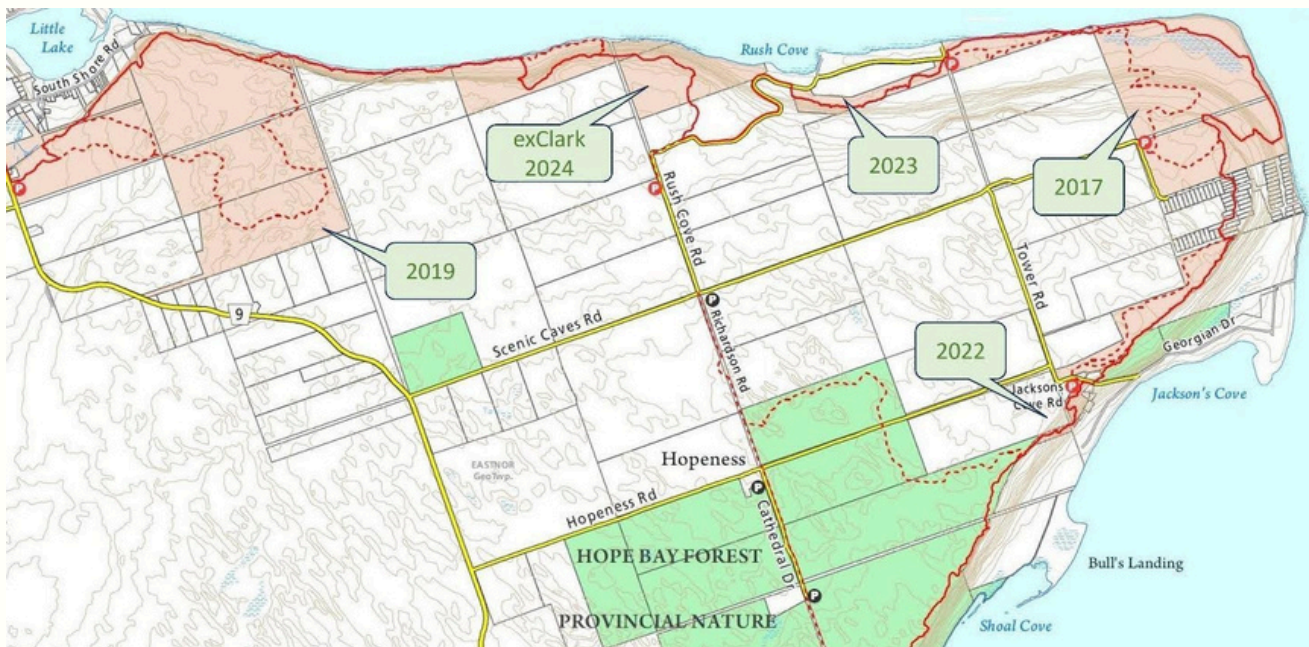 Little
Lake
South Shore Rd
Rush Cove
exClark
2024
2023
2017
P
P
P
P
Rush Cove Rd
2019
9
Tower Rd
Scenic Caves Rd
P
Richardson Rd
2022
Georgian Dr
Jacksons
Cove Rd
P
Jackson's Cove
EASTNOR
Geo Twp.
Hopeness
Hopeness Rd
P
Cathedral Dr
HOPE BAY FOREST
Bull's Landing
P
PROVINCIAL NATURE
Shoal Cove